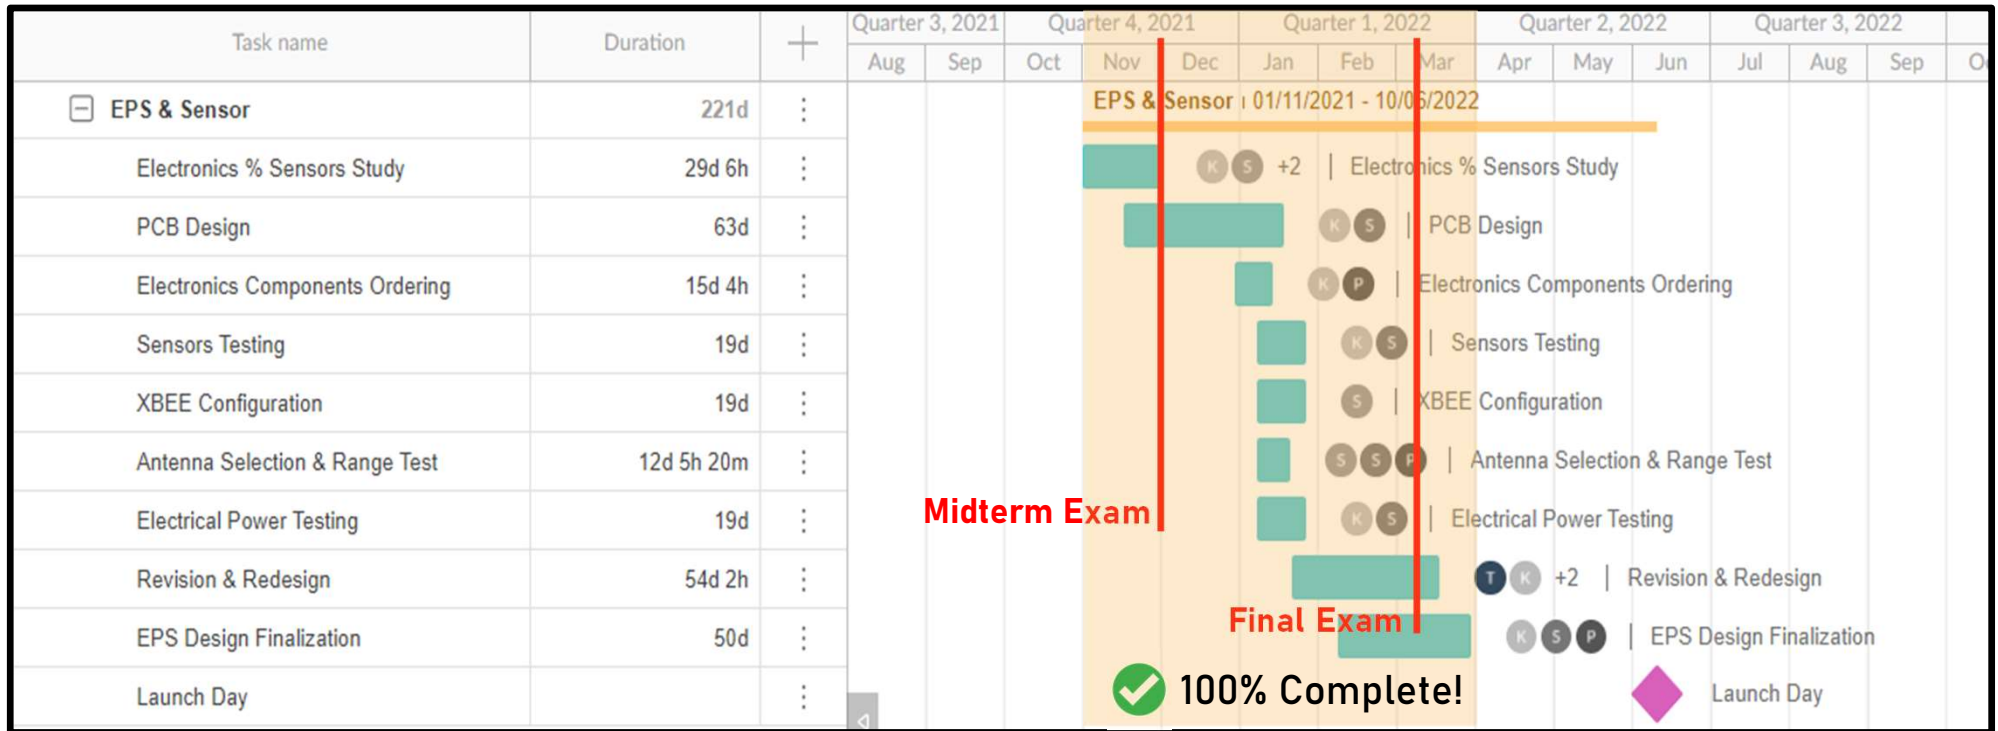 Task name Duration + Quarter 3, 2021 Quarter 4, 2021 Quarter 1, 2022 Quarter 2, 2022 Quarter 3, 2022
Aug Sep Oct Nov Dec Jan Feb Mar Apr May Jun Jul Aug Sep
EPS & Sensor 221d EPS & Sensor 01/11/2021 - 10/06/2022
Electronics % Sensors Study 29d 6h K S +2 | Electronics % Sensors Study
PCB Design 63d K S | PCB Design
Electronics Components Ordering 15d 4h K P | Electronics Components Ordering
Sensors Testing 19d K S | Sensors Testing
XBEE Configuration 19d S | XBEE Configuration
Antenna Selection & Range Test 12d 5h 20m S S P | Antenna Selection & Range Test
Midterm Exam
Electrical Power Testing 19d K S | Electrical Power Testing
Revision & Redesign 54d 2h T K +2 | Revision & Redesign
Final Exam
EPS Design Finalization 50d K S P | EPS Design Finalization
Launch Day 100% Complete! Launch Day